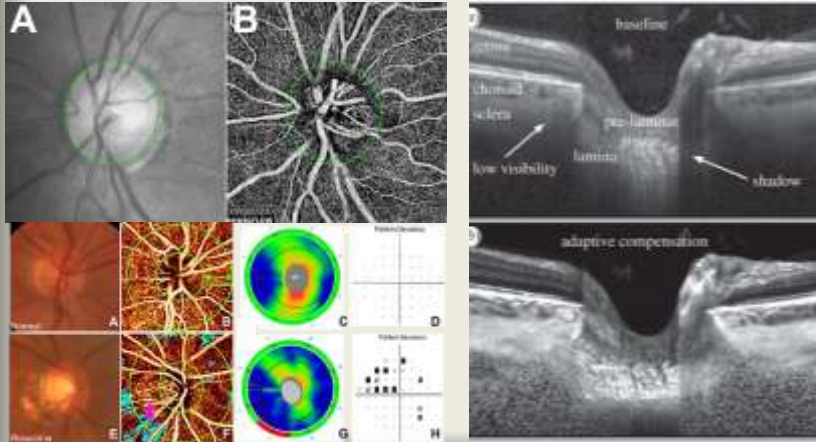 A
B
A
Normal
B
C
Pattern Deviation
D
E
F
G
Pattern Deviation
H
baseline
retina
choroid
sclera
pre-laminar
lamina
low visibility
shadow
adaptive compensation